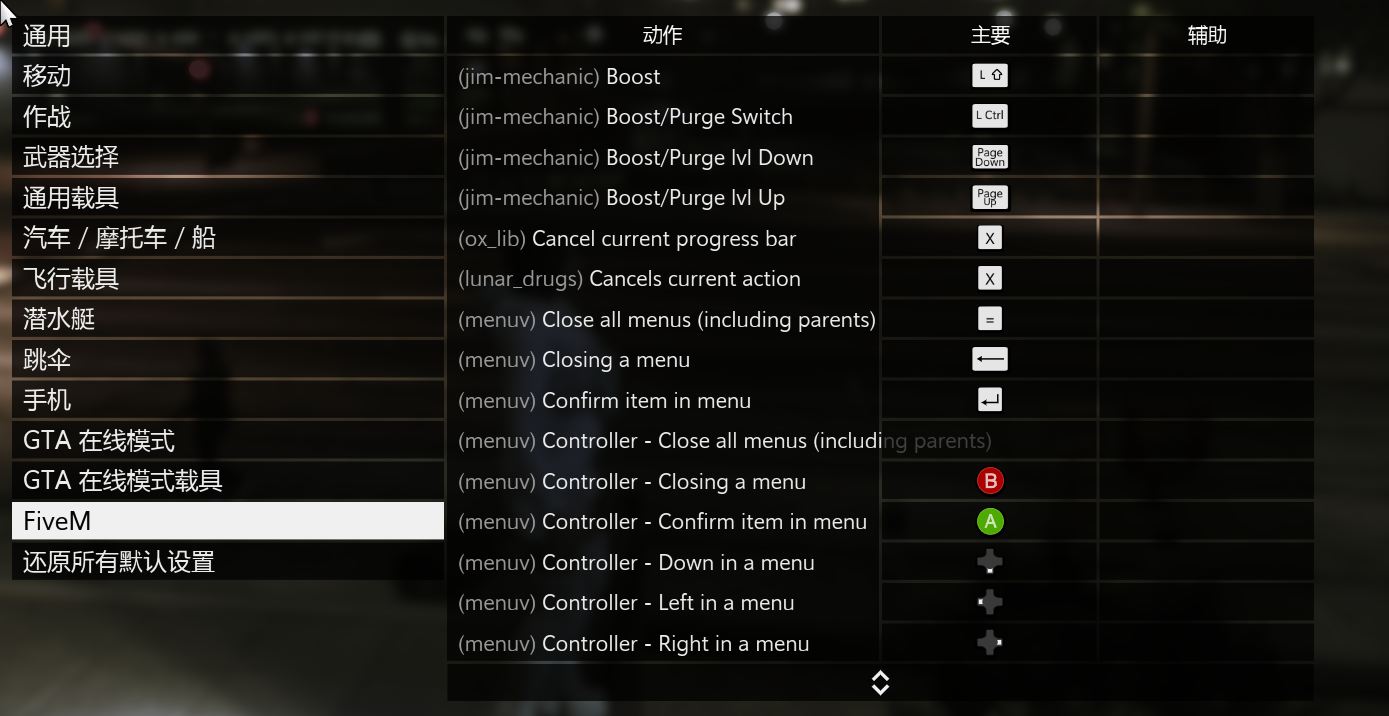 通用
移动
作战
武器选择
通用载具
汽车 / 摩托车 / 船
飞行载具
潜水艇
跳伞
手机
GTA 在线模式
GTA 在线模式载具
FiveM
还原所有默认设置
动作 主要 辅助
(jim-mechanic) Boost L ⇧
(jim-mechanic) Boost/Purge Switch L Ctrl
(jim-mechanic) Boost/Purge lvl Down Page Down
(jim-mechanic) Boost/Purge lvl Up Page Up
(ox_lib) Cancel current progress bar X
(lunar_drugs) Cancels current action X
(menuv) Close all menus (including parents) =
(menuv) Closing a menu
(menuv) Confirm item in menu
(menuv) Controller - Close all menus (including parents)
(menuv) Controller - Closing a menu B
(menuv) Controller - Confirm item in menu A
(menuv) Controller - Down in a menu
(menuv) Controller - Left in a menu
(menuv) Controller - Right in a menu